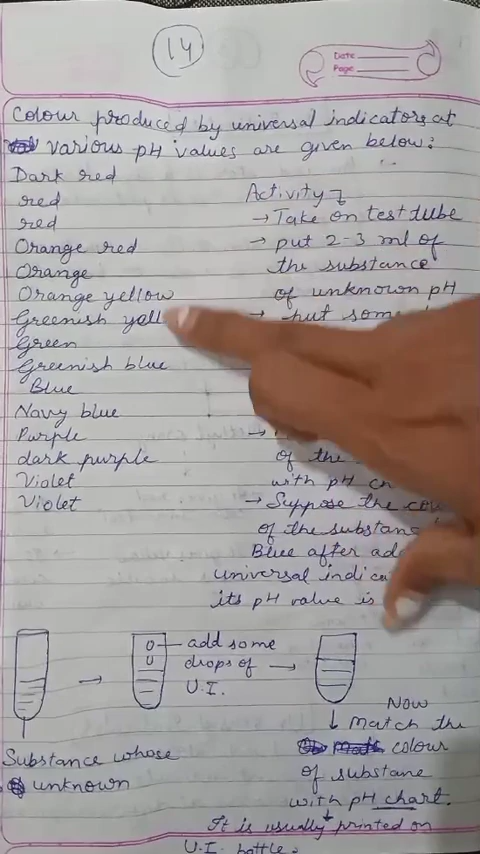 14
Date
Page
Colour produced by universal indicators at
various pH values are given below:
Dark red
red
red
Orange red
Orange
Orange yellow
Greenish yell
Green
Greenish blue
Blue
Navy blue
Purple
dark purple
Violet
Violet
Activity
→ Take on test tube
→ put 2-3 ml of
the substance
of unknown pH
→ put some
→
of the
with pH
→ Suppose the
of the substance
Blue after
universal
its pH value is
add some
drops of
U.I.
→
→
Substance whose
unknown
Now
↓ Match the
colour
of substane
with pH chart.
It is usually printed on
U.I. bottle.